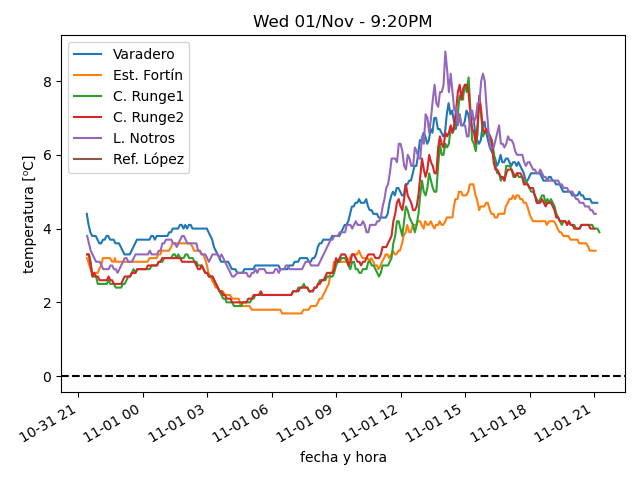 Wed 01/Nov - 9:20PM
temperatura [°C]
8
6
4
2
0
Varadero
Est. Fortín
C. Runge1
C. Runge2
L. Notros
Ref. López
10-31 21
11-01 00
11-01 03
11-01 06
11-01 09
11-01 12
11-01 15
11-01 18
11-01 21
fecha y hora